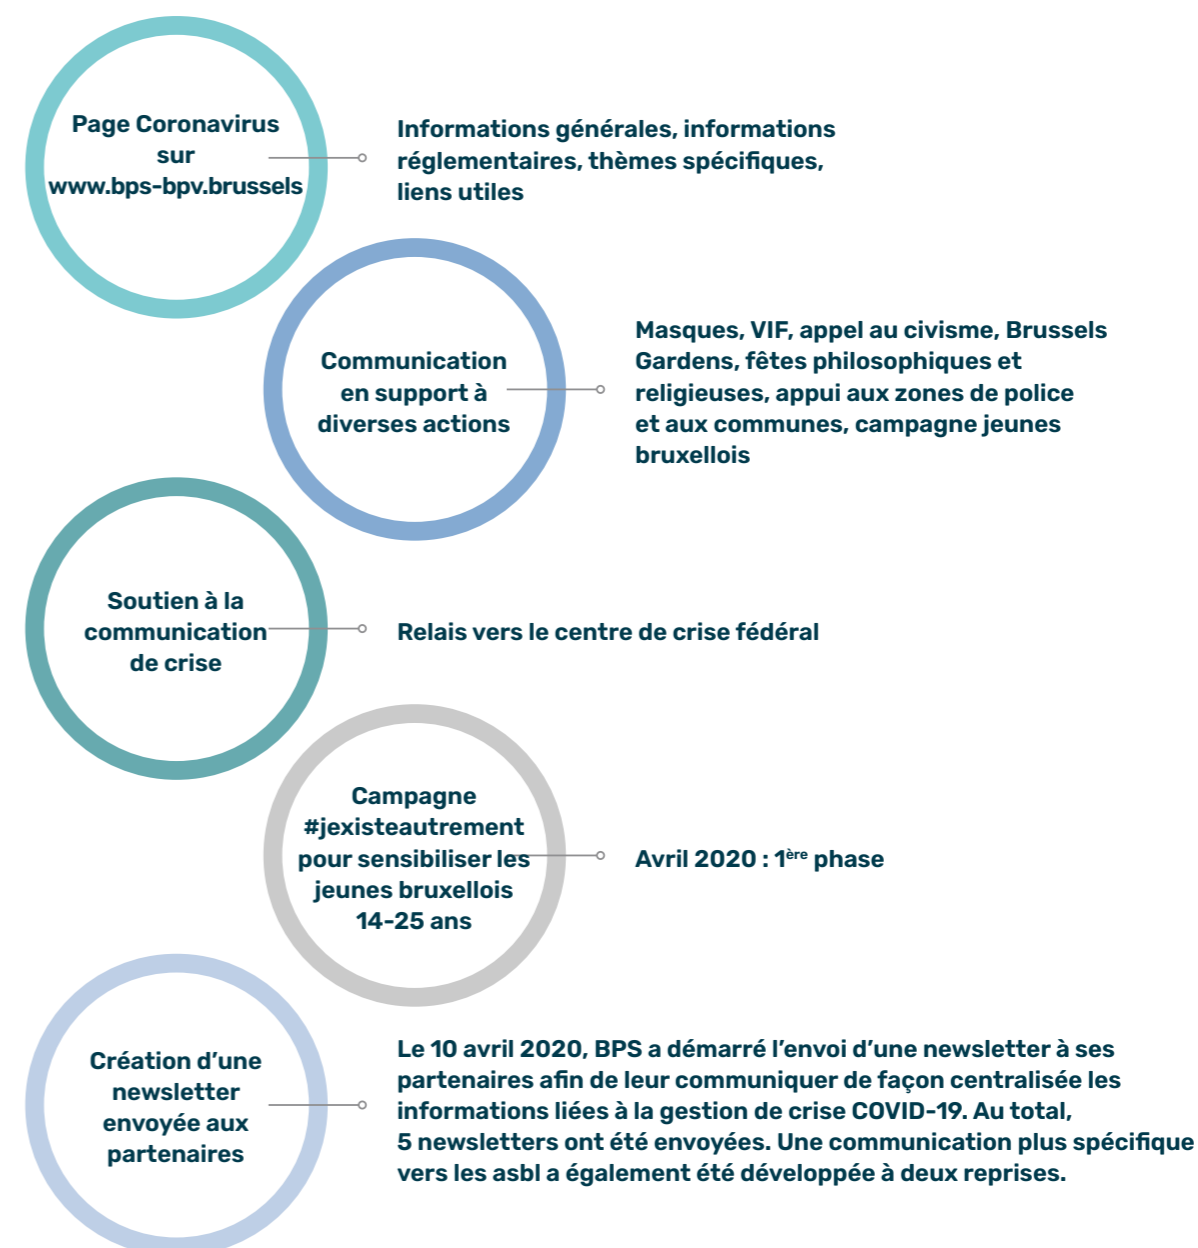 Page Coronavirus
sur
www.bps-bpv.brussels
Informations générales, informations
réglementaires, thèmes spécifiques,
liens utiles
Communication
en support à
diverses actions
Masques, VIF, appel au civisme, Brussels
Gardens, fêtes philosophiques et
religieuses, appui aux zones de police
et aux communes, campagne jeunes
bruxellois
Soutien à la
communication
de crise
Relais vers le centre de crise fédéral
Campagne
#jexisteautrement
pour sensibiliser les
jeunes bruxellois
14-25 ans
Avril 2020 : 1ère phase
Création d’une
newsletter
envoyée aux
partenaires
Le 10 avril 2020, BPS a démarré l’envoi d’une newsletter à ses
partenaires afin de leur communiquer de façon centralisée les
informations liées à la gestion de crise COVID-19. Au total,
5 newsletters ont été envoyées. Une communication plus spécifique
vers les asbl a également été développée à deux reprises.